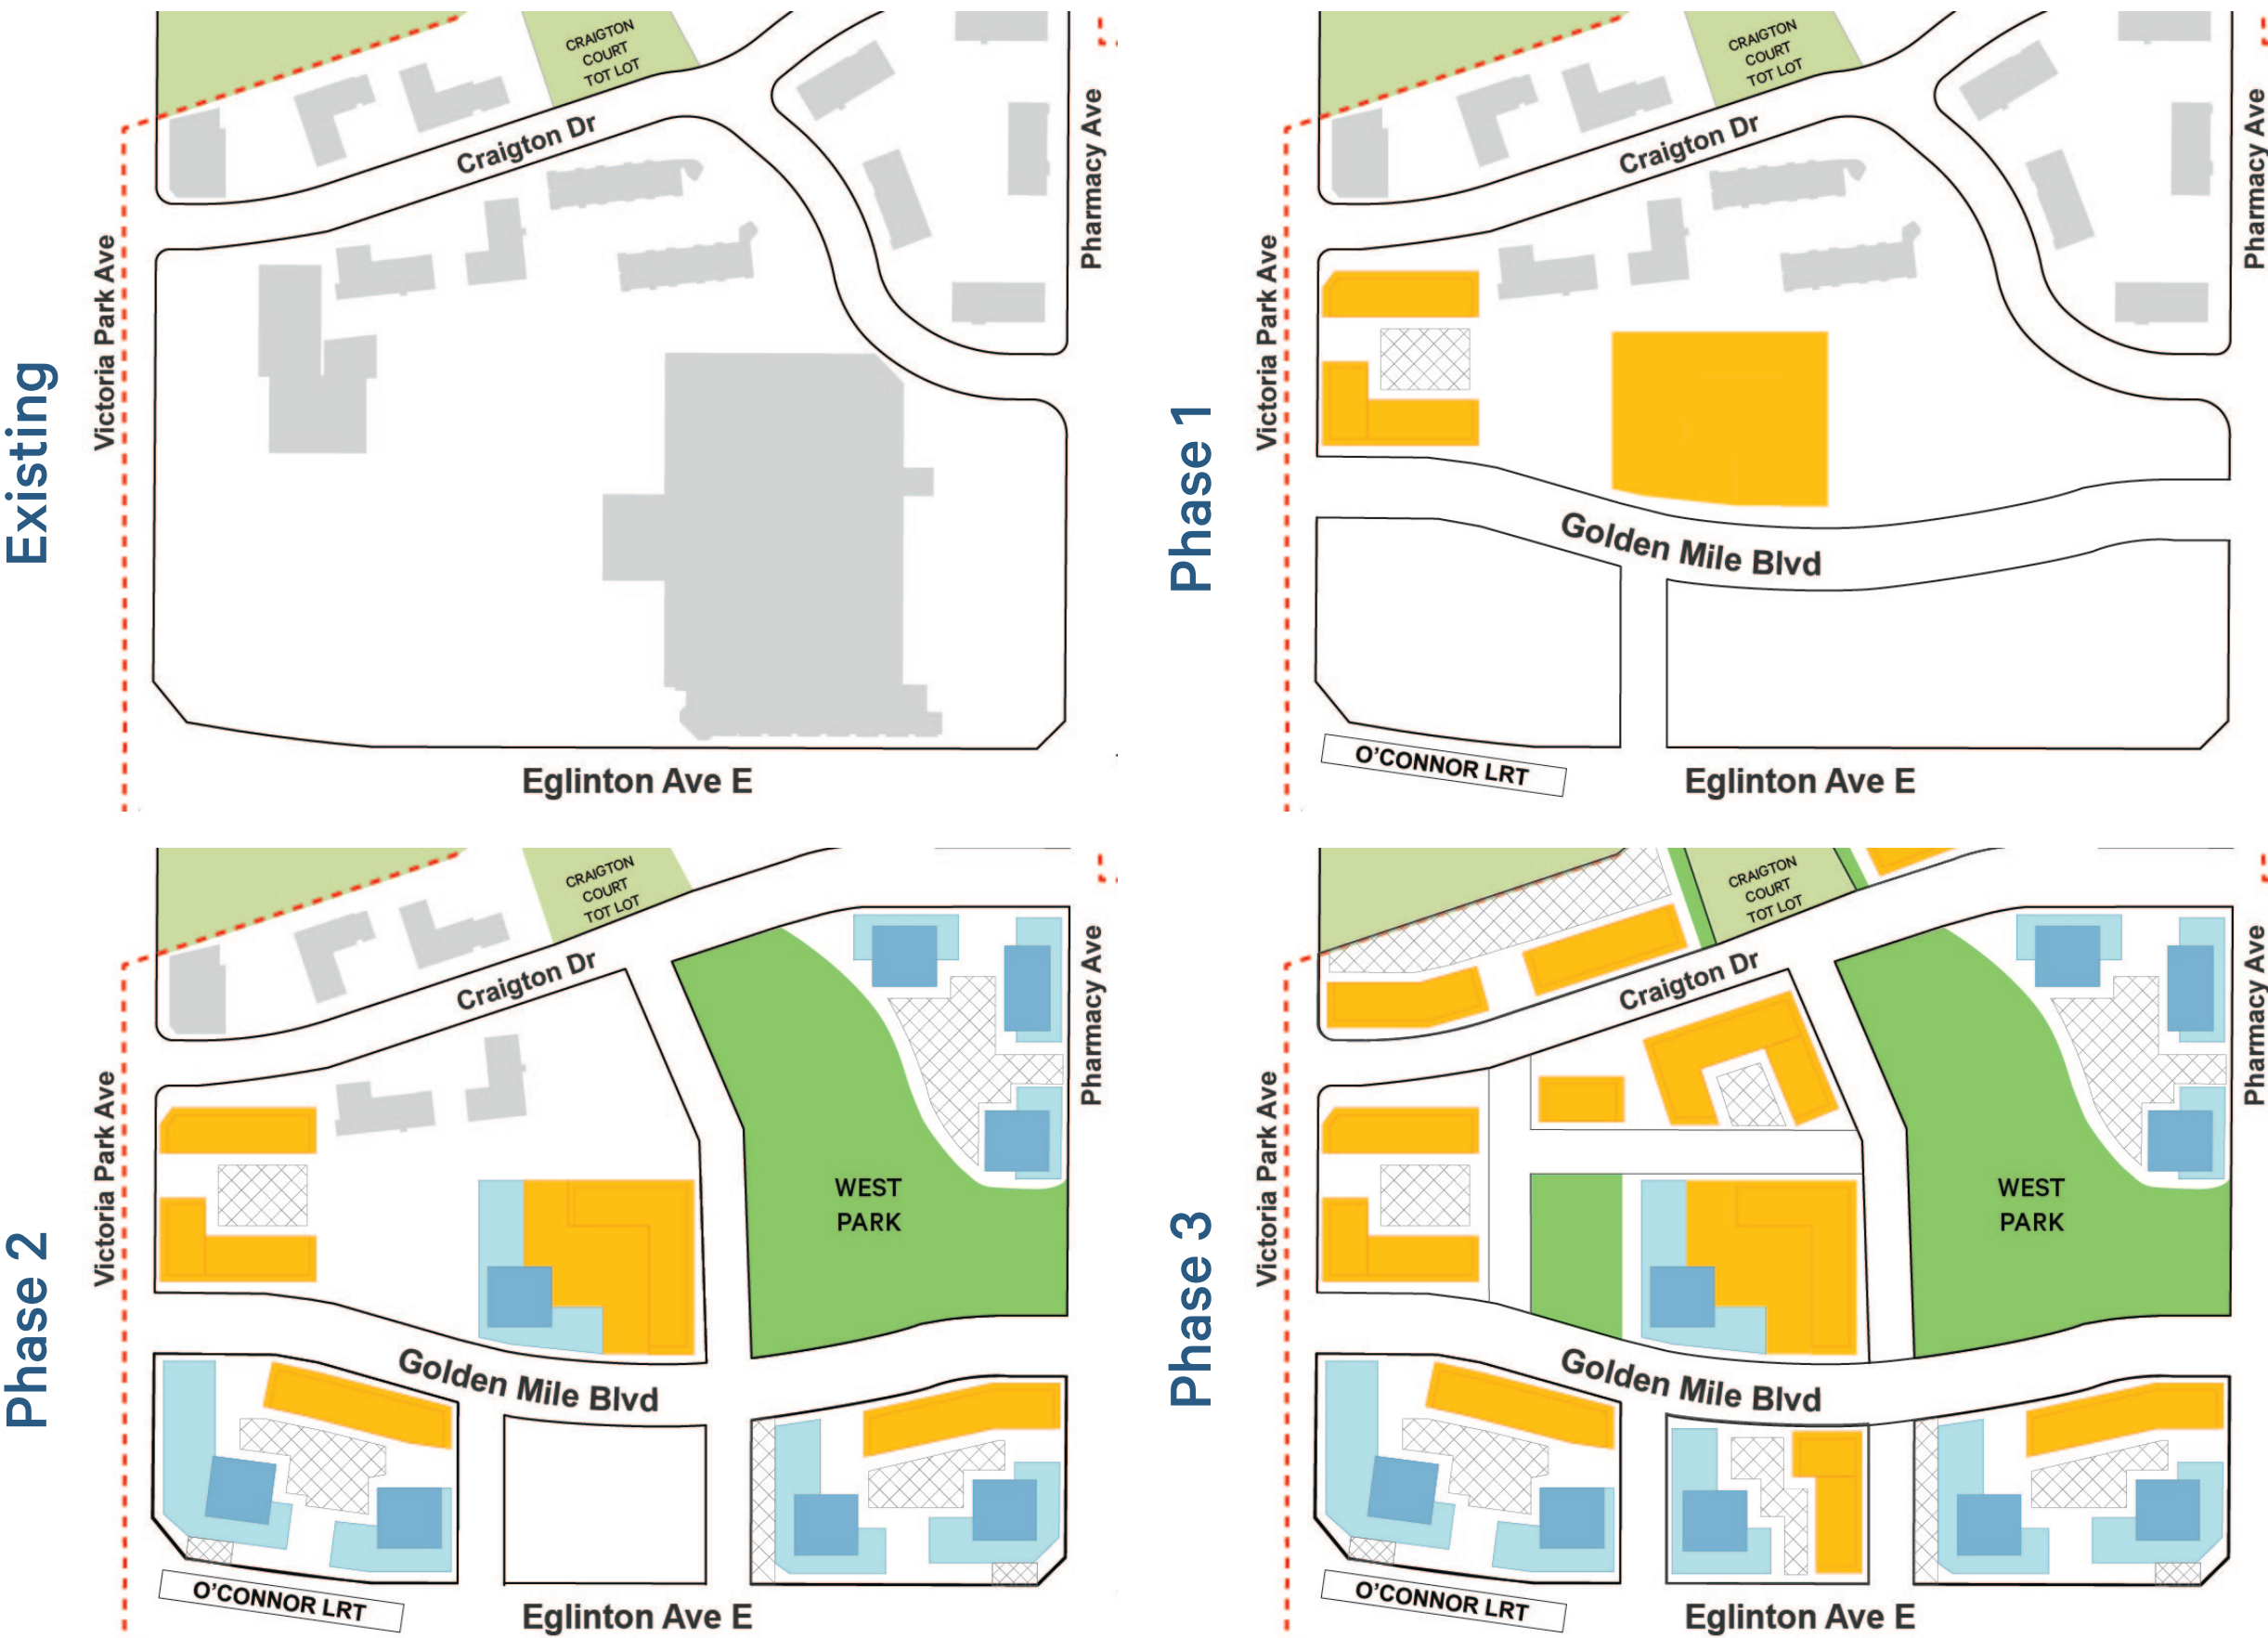 Existing
CRAIGTON
COURT
TOT LOT
Craigton Dr
Victoria Park Ave
Pharmacy Ave
Eglinton Ave E
Phase 1
CRAIGTON
COURT
TOT LOT
Craigton Dr
Victoria Park Ave
Pharmacy Ave
Golden Mile Blvd
O'CONNOR LRT
Eglinton Ave E
Phase 2
CRAIGTON
COURT
TOT LOT
Craigton Dr
Victoria Park Ave
Pharmacy Ave
WEST
PARK
Golden Mile Blvd
O'CONNOR LRT
Eglinton Ave E
Phase 3
CRAIGTON
COURT
TOT LOT
Craigton Dr
Victoria Park Ave
Pharmacy Ave
WEST
PARK
Golden Mile Blvd
O'CONNOR LRT
Eglinton Ave E